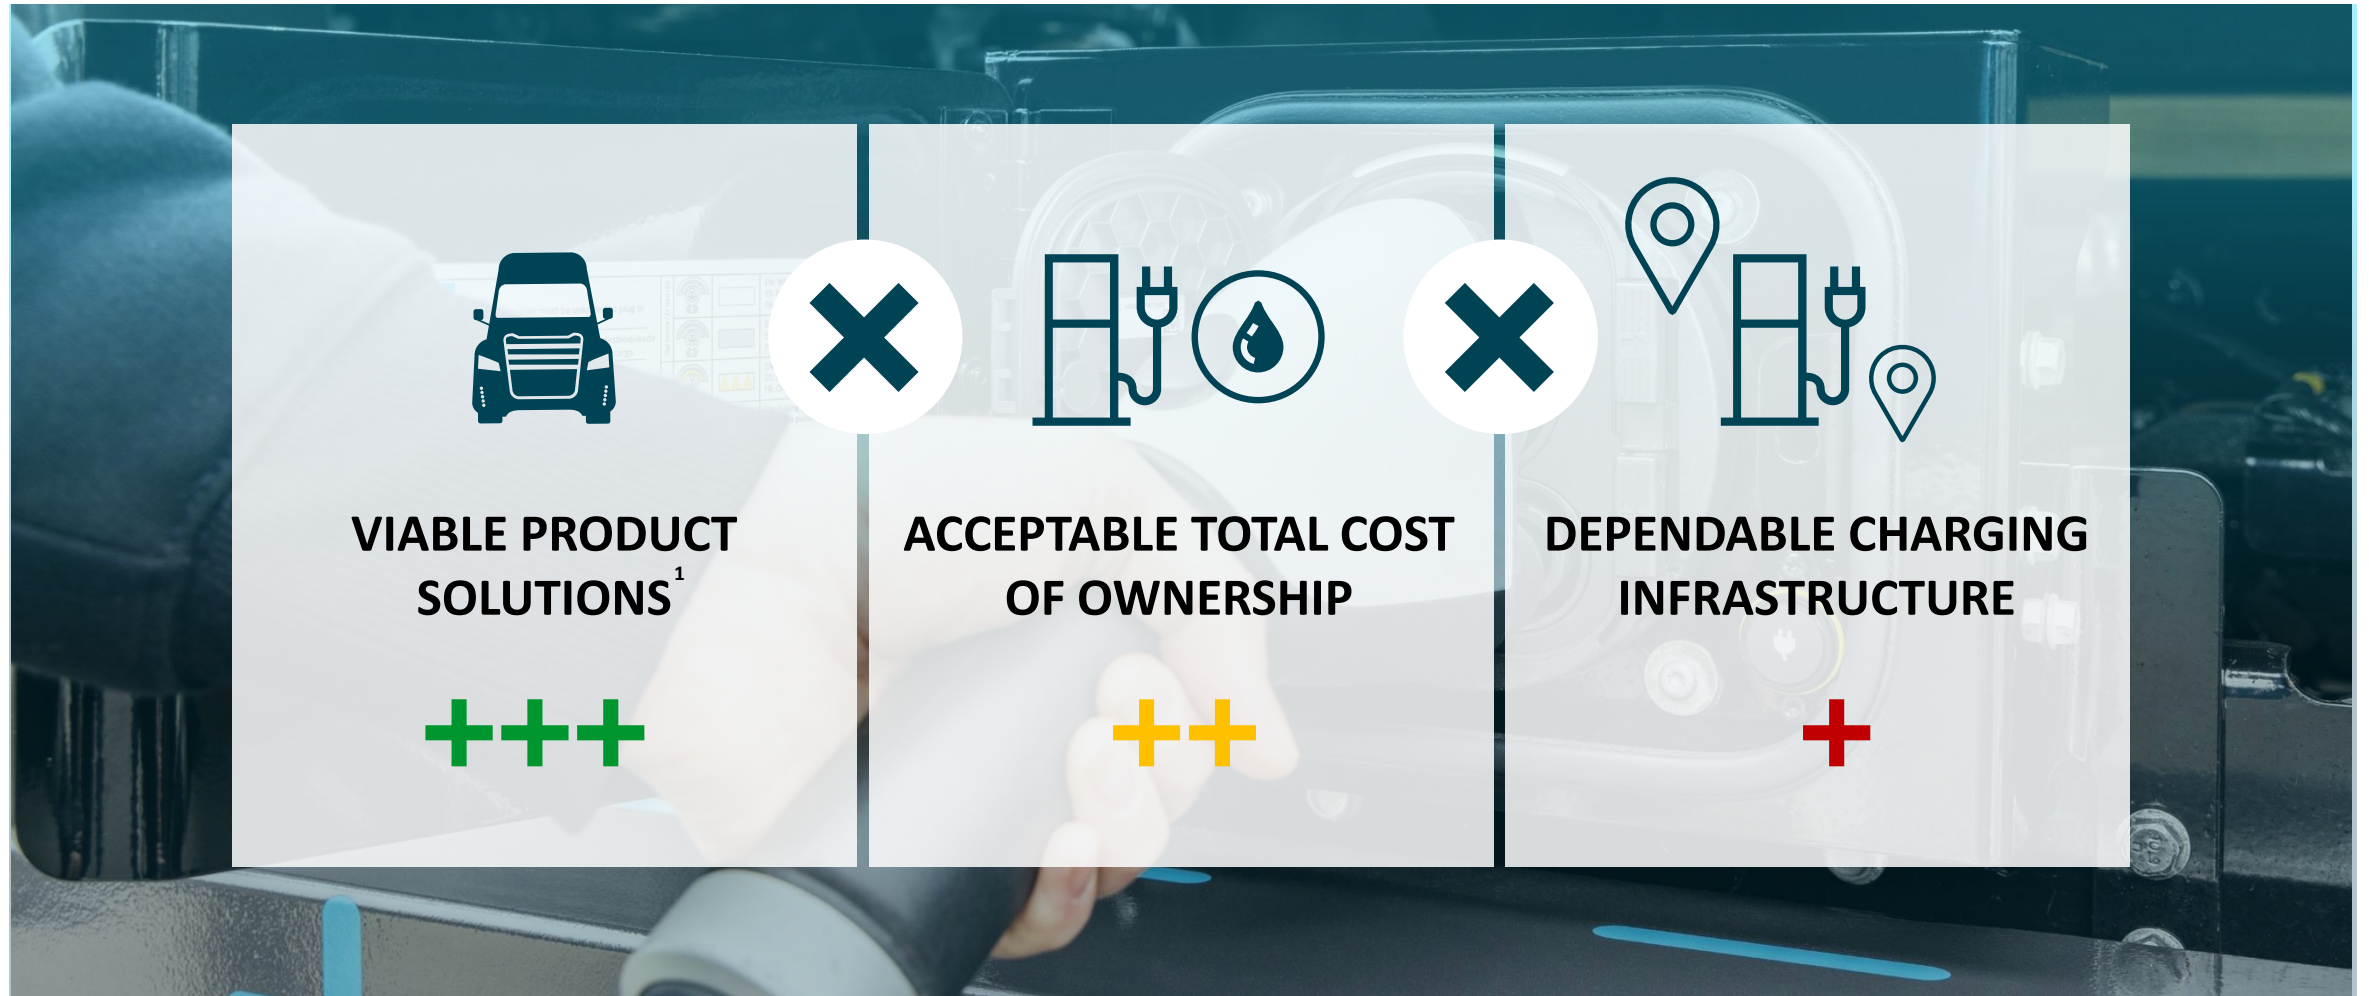 VIABLE PRODUCT
SOLUTIONS¹
ACCEPTABLE TOTAL COST
OF OWNERSHIP
DEPENDABLE CHARGING
INFRASTRUCTURE
+++
++
+